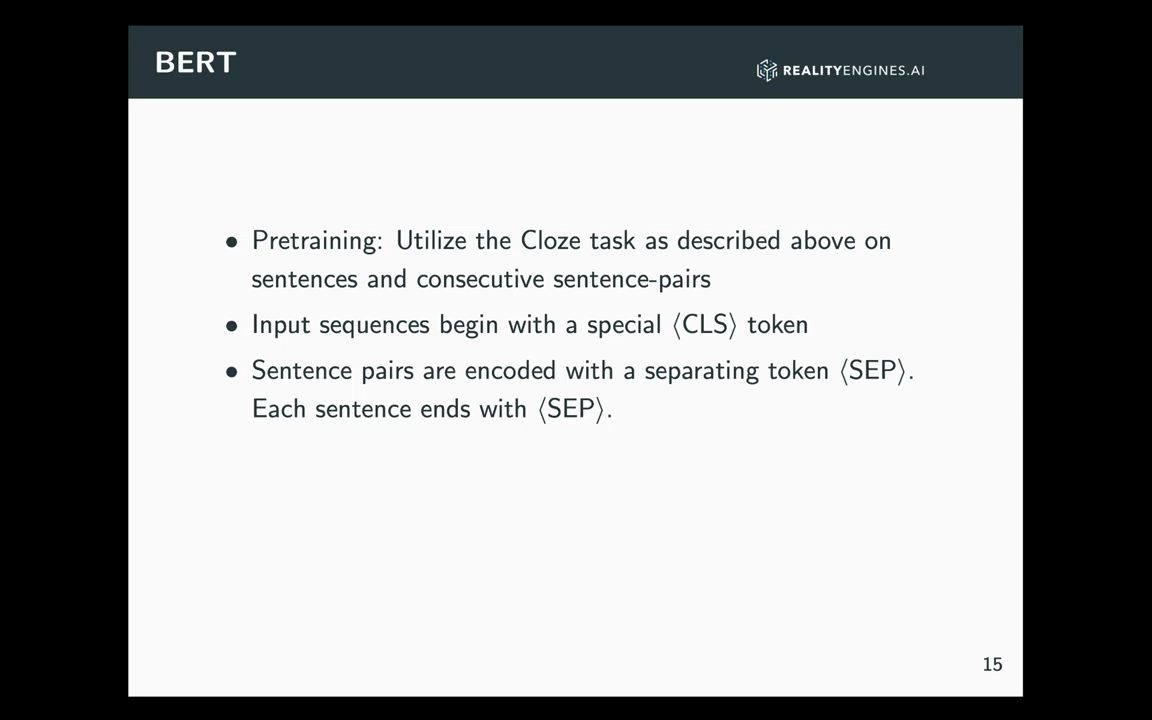 BERT
REALITYENGINES.AI
• Pretraining: Utilize the Cloze task as described above on
sentences and consecutive sentence-pairs
• Input sequences begin with a special ⟨CLS⟩ token
• Sentence pairs are encoded with a separating token ⟨SEP⟩.
Each sentence ends with ⟨SEP⟩.
15